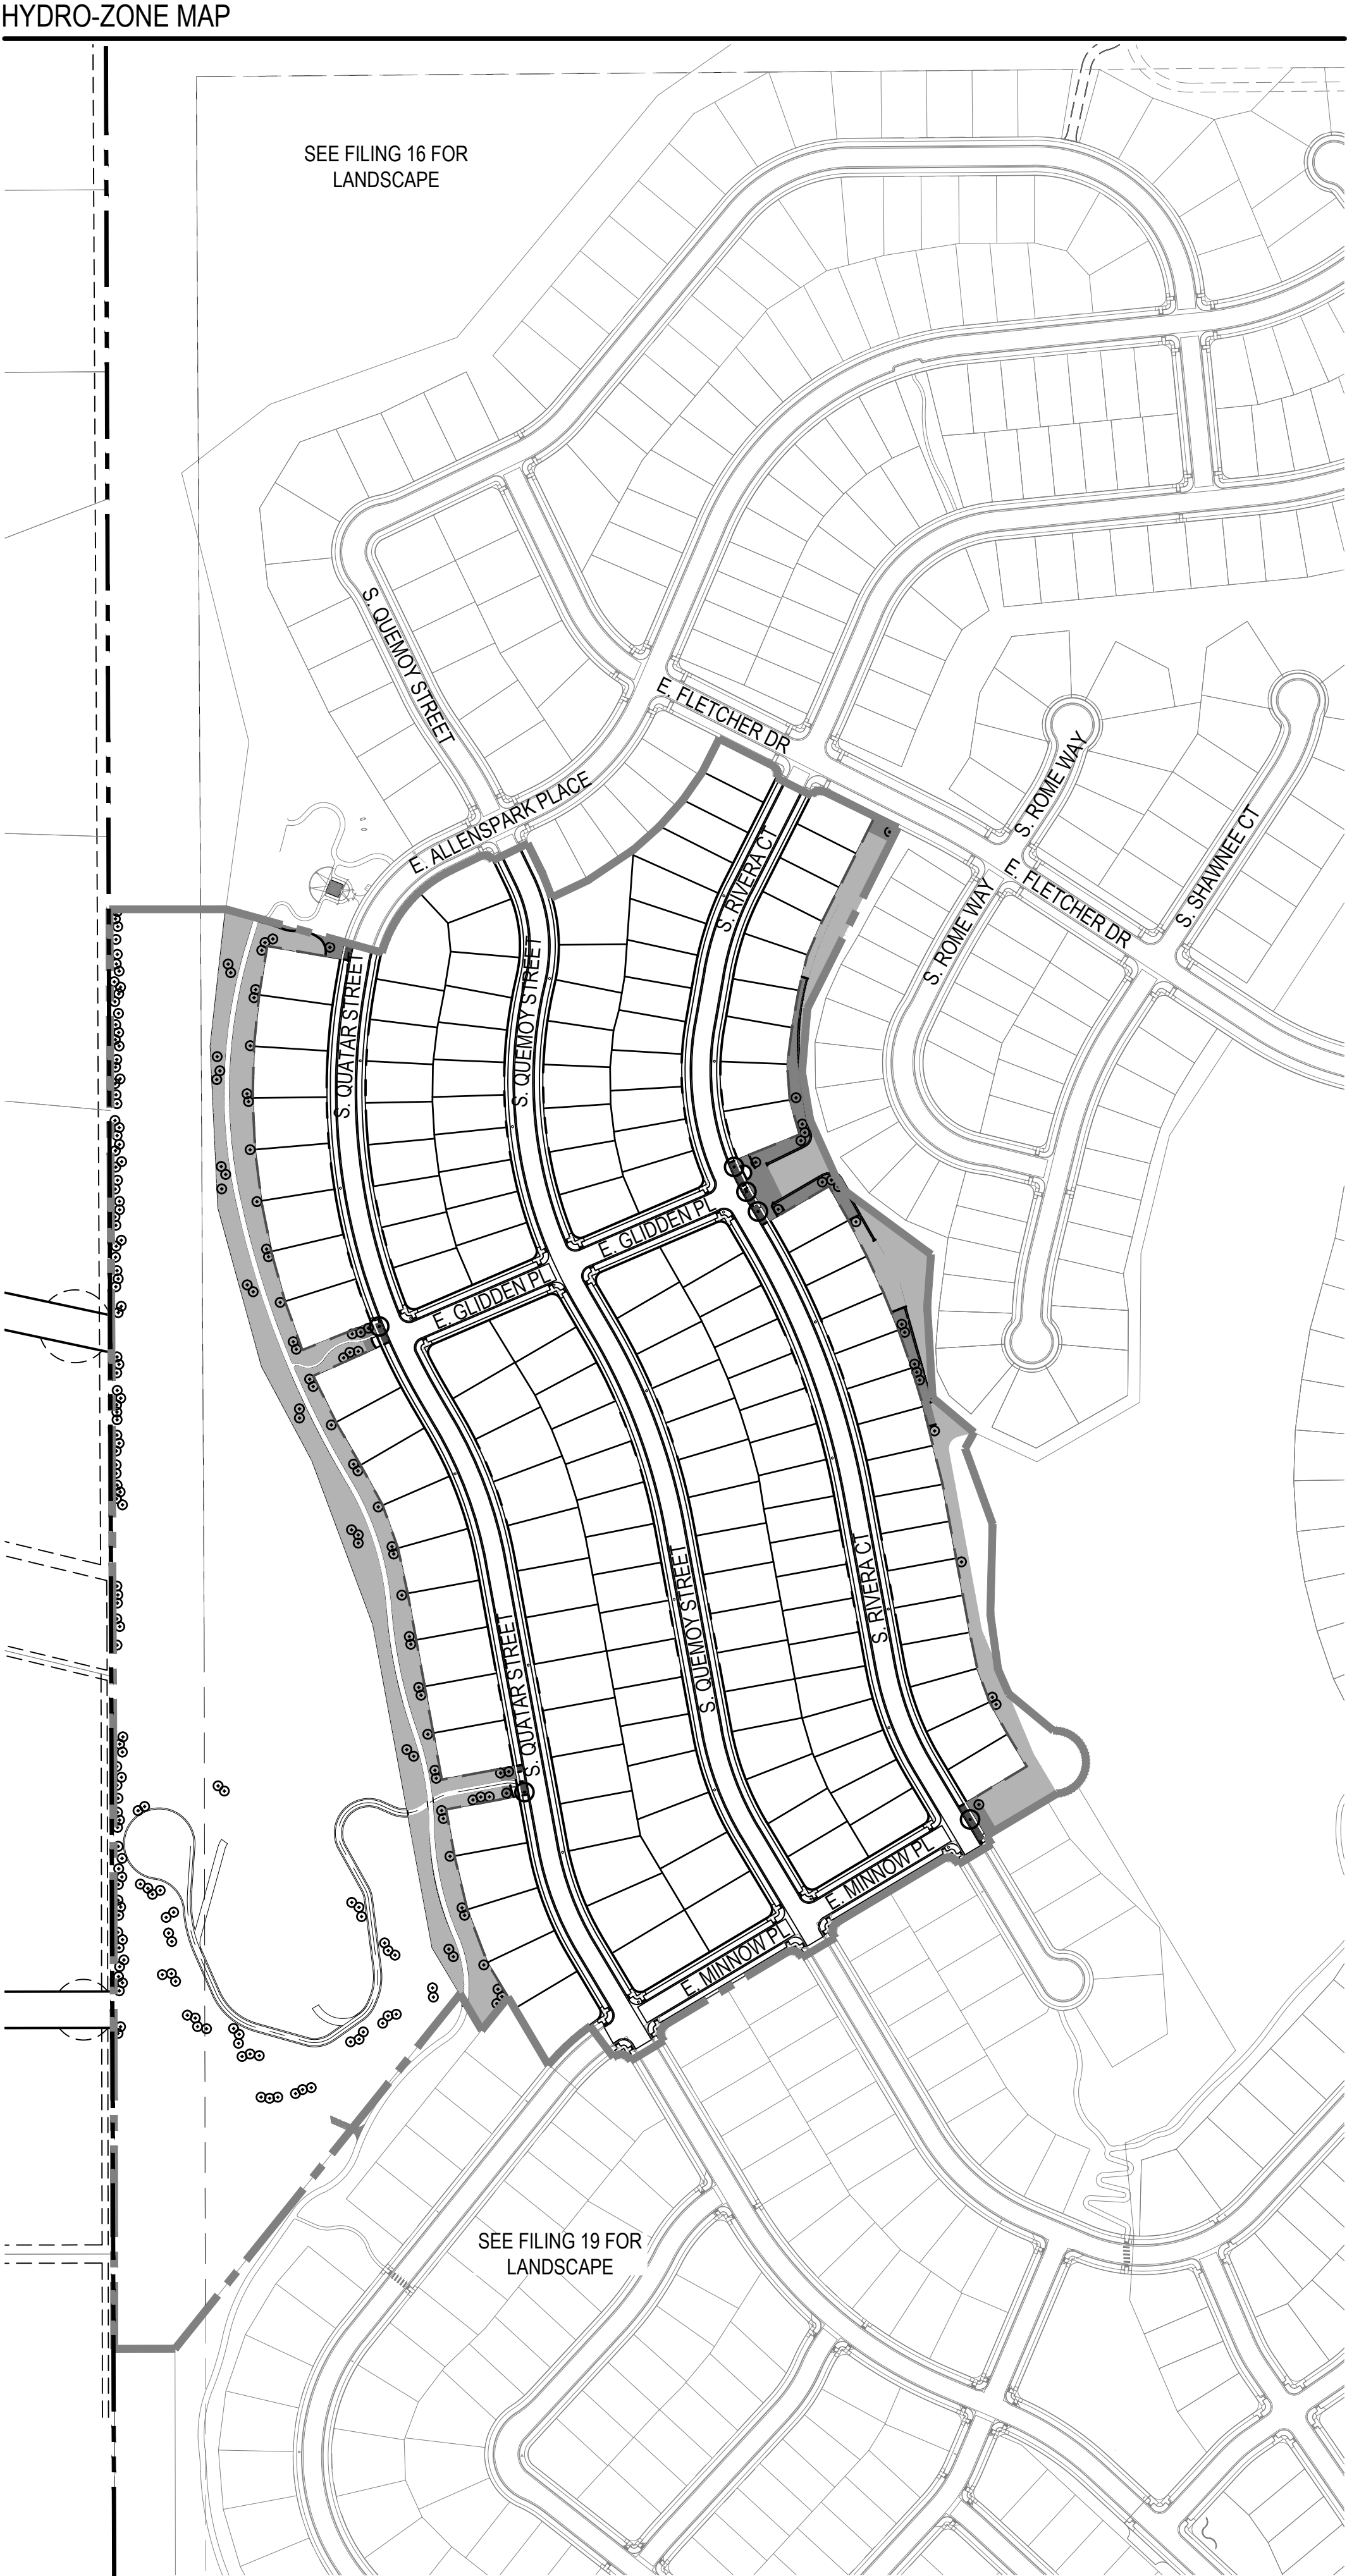 HYDRO-ZONE MAP
SEE FILING 16 FOR
LANDSCAPE
S. QUEMOY STREET
E. FLETCHER DR
S. ROME WAY
E. ALLENSPARK PLACE
S. SHAWNEE CT
S. RIVERA CT
E. FLETCHER DR
S. ROME WAY
S. QUATAR STREET
S. QUEMOY STREET
E. GLIDDEN PL
E. GLIDDEN PL
S. QUATAR STREET
S. QUEMOY STREET
S. RIVERA CT
E. MINNOW PL
E. MINNOW PL
SEE FILING 19 FOR
LANDSCAPE